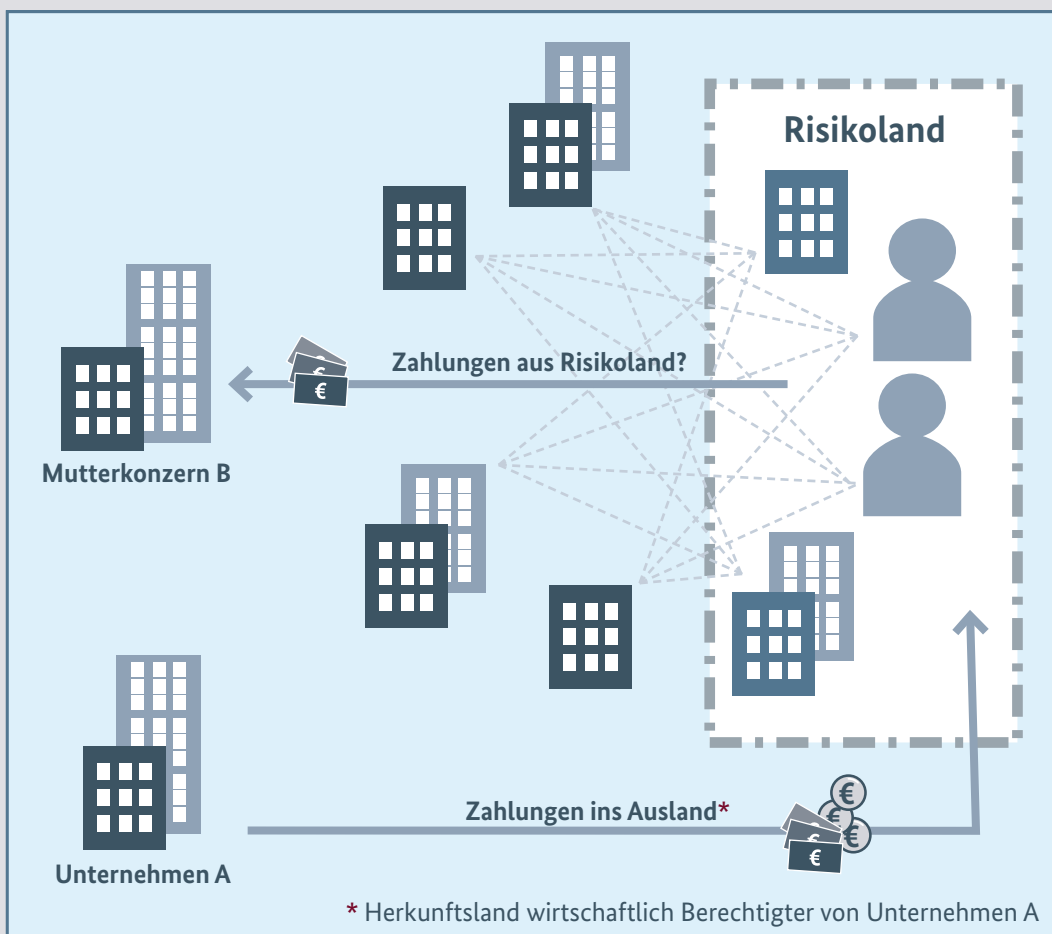 Risikoland
Zahlungen aus Risikoland?
€
€
Mutterkonzern B
Zahlungen ins Ausland*
€
€
€
€
€
Unternehmen A
* Herkunftsland wirtschaftlich Berechtigter von Unternehmen A